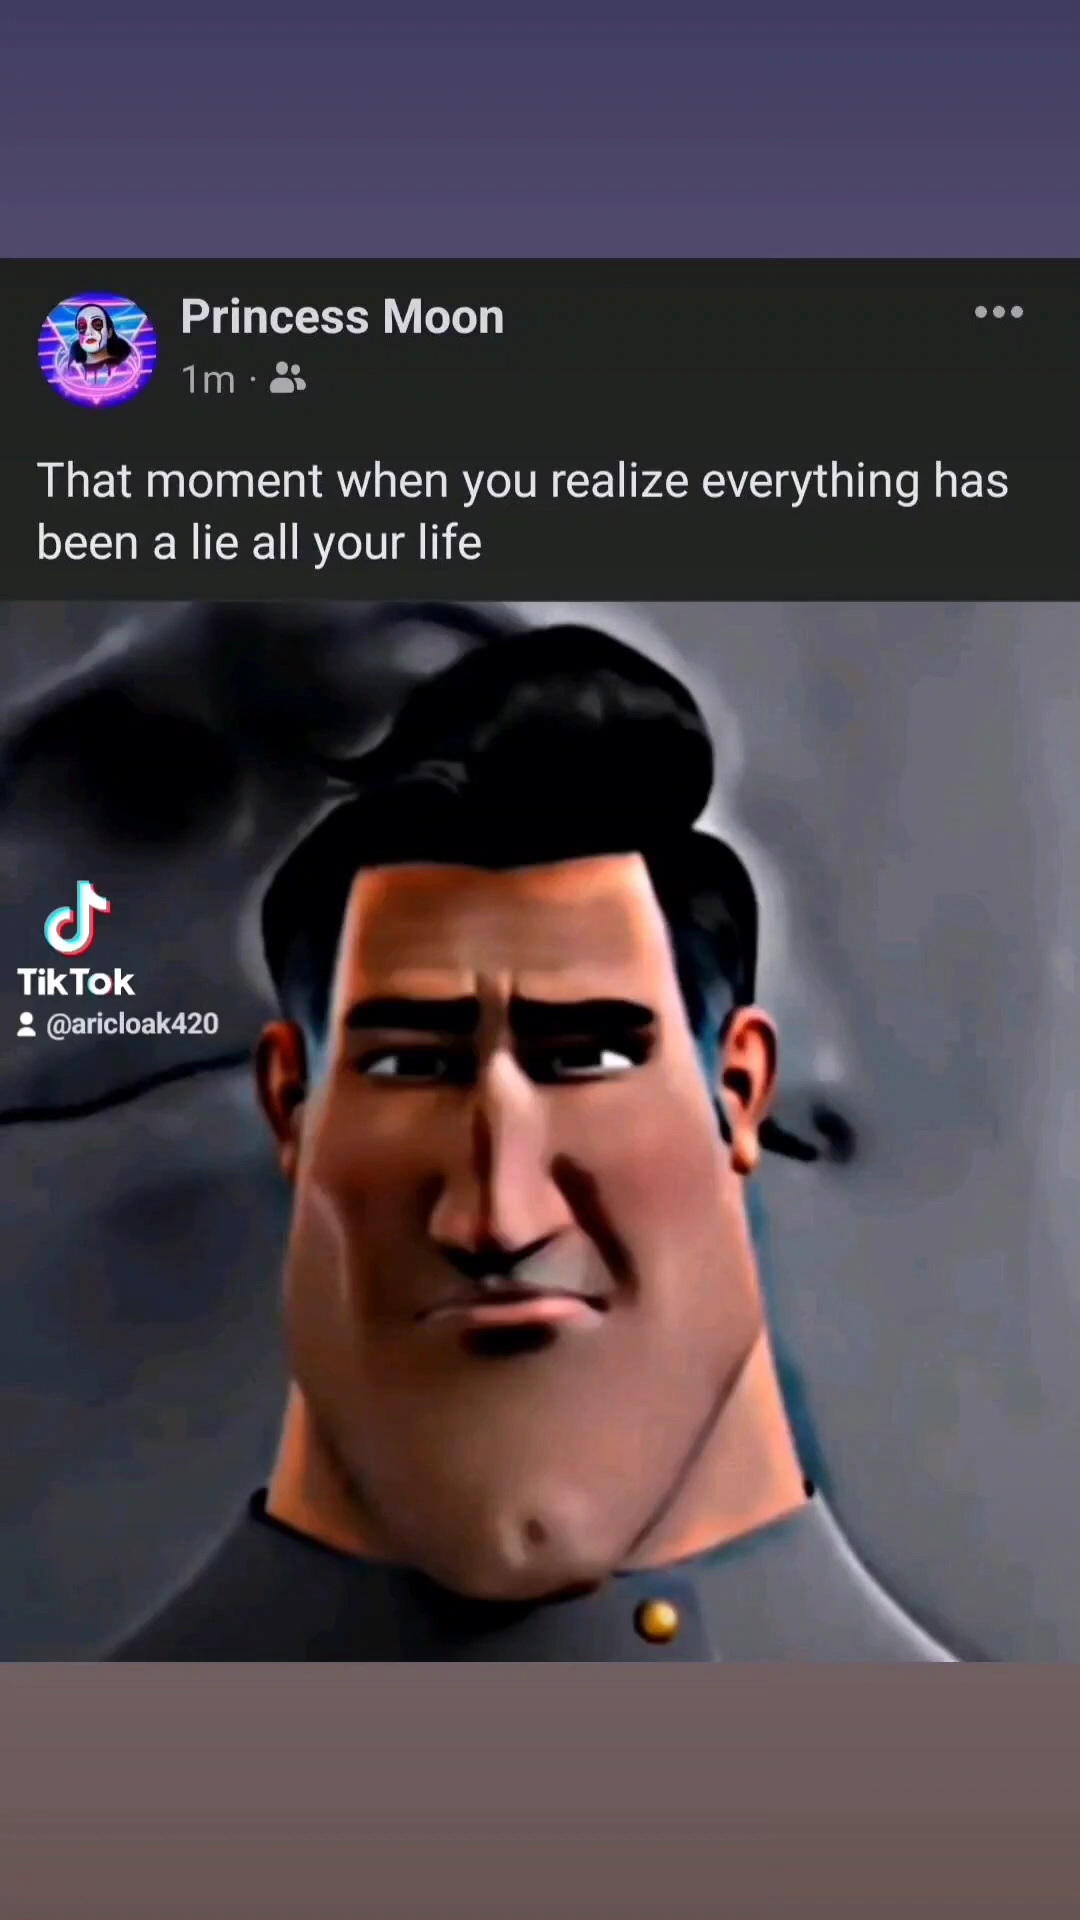 Princess Moon
1m ·
That moment when you realize everything has
been a lie all your life
TikTok
@aricloak420